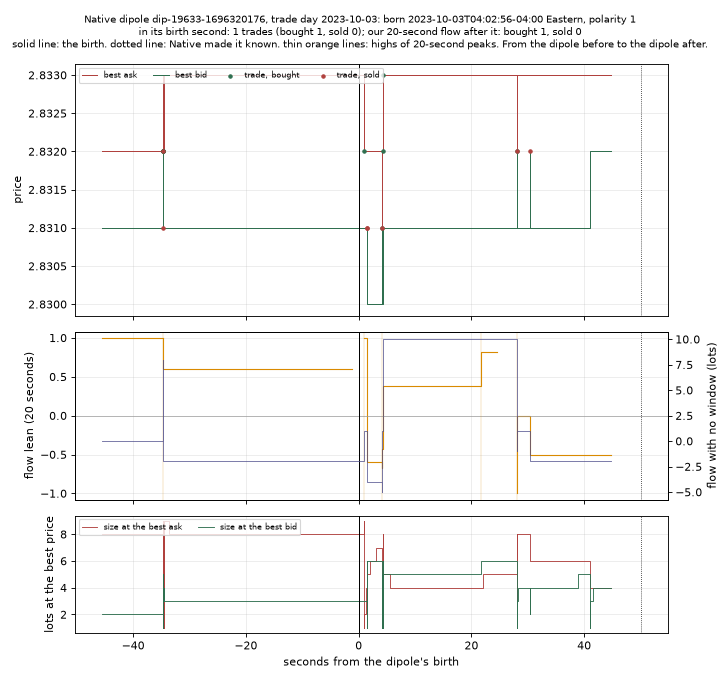 Native dipole dip-19633-1696320176, trade day 2023-10-03: born 2023-10-03T04:02:56-04:00 Eastern, polarity 1
in its birth second: 1 trades (bought 1, sold 0); our 20-second flow after it: bought 1, sold 0
solid line: the birth. dotted line: Native made it known. thin orange lines: highs of 20-second peaks. From the dipole before to the dipole after.
best ask best bid trade, bought trade, sold
2.8330
2.8325
2.8320
2.8315
2.8310
2.8305
2.8300
price
1.0
0.5
0.0
−0.5
−1.0
flow lean (20 seconds)
10.0
7.5
5.0
2.5
0.0
−2.5
−5.0
flow with no window (lots)
size at the best ask size at the best bid
8
6
4
2
lots at the best price
−40 −20 0 20 40
seconds from the dipole's birth